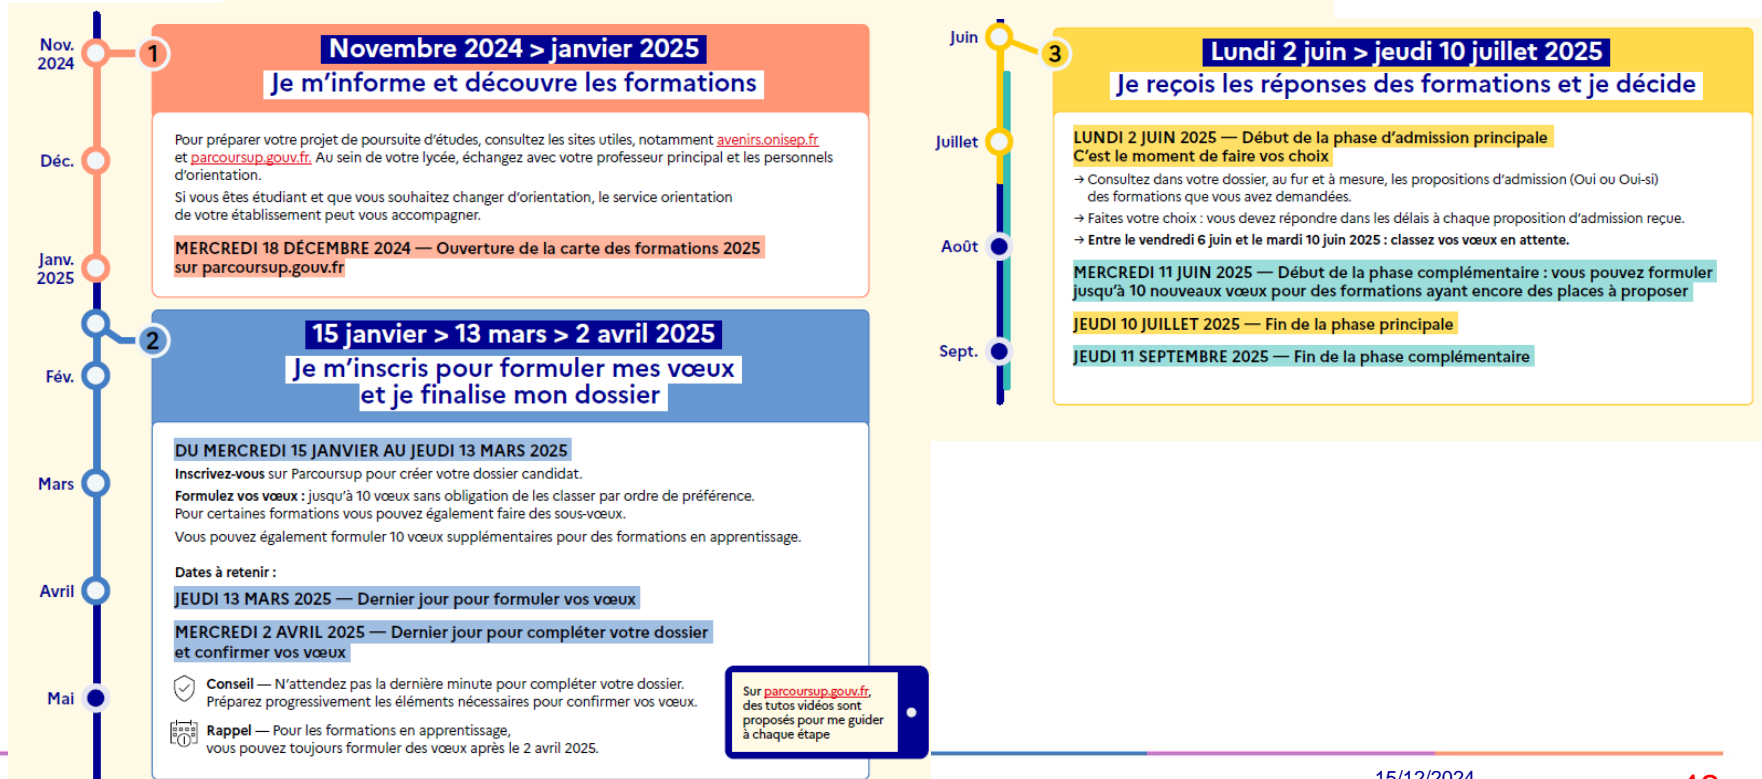 Nov.
2024
Déc.
Janv.
2025
Fév.
Mars
Avril
Mai
1
Novembre 2024 > janvier 2025
Je m'informe et découvre les formations
Pour préparer votre projet de poursuite d'études, consultez les sites utiles, notamment avenirs.onisep.fr
et parcoursup.gouv.fr. Au sein de votre lycée, échangez avec votre professeur principal et les personnels
d'orientation.
Si vous êtes étudiant et que vous souhaitez changer d'orientation, le service orientation
de votre établissement peut vous accompagner.
MERCREDI 18 DÉCEMBRE 2024 — Ouverture de la carte des formations 2025
sur parcoursup.gouv.fr
2
15 janvier > 13 mars > 2 avril 2025
Je m'inscris pour formuler mes vœux
et je finalise mon dossier
DU MERCREDI 15 JANVIER AU JEUDI 13 MARS 2025
Inscrivez-vous sur Parcoursup pour créer votre dossier candidat.
Formulez vos vœux : jusqu'à 10 vœux sans obligation de les classer par ordre de préférence.
Pour certaines formations vous pouvez également faire des sous-vœux.
Vous pouvez également formuler 10 vœux supplémentaires pour des formations en apprentissage.
Dates à retenir :
JEUDI 13 MARS 2025 — Dernier jour pour formuler vos vœux
MERCREDI 2 AVRIL 2025 — Dernier jour pour compléter votre dossier
et confirmer vos vœux
Conseil — N'attendez pas la dernière minute pour compléter votre dossier.
Préparez progressivement les éléments nécessaires pour confirmer vos vœux.
Rappel — Pour les formations en apprentissage,
vous pouvez toujours formuler des vœux après le 2 avril 2025.
Sur parcoursup.gouv.fr,
des tutos vidéos sont
proposés pour me guider
à chaque étape
Juin
Juillet
Août
Sept.
3
Lundi 2 juin > jeudi 10 juillet 2025
Je reçois les réponses des formations et je décide
LUNDI 2 JUIN 2025 — Début de la phase d'admission principale
C'est le moment de faire vos choix
→ Consultez dans votre dossier, au fur et à mesure, les propositions d'admission (Oui ou Oui-si)
des formations que vous avez demandées.
→ Faites votre choix : vous devez répondre dans les délais à chaque proposition d'admission reçue.
→ Entre le vendredi 6 juin et le mardi 10 juin 2025 : classez vos vœux en attente.
MERCREDI 11 JUIN 2025 — Début de la phase complémentaire : vous pouvez formuler
jusqu'à 10 nouveaux vœux pour des formations ayant encore des places à proposer
JEUDI 10 JUILLET 2025 — Fin de la phase principale
JEUDI 11 SEPTEMBRE 2025 — Fin de la phase complémentaire
15/12/2024